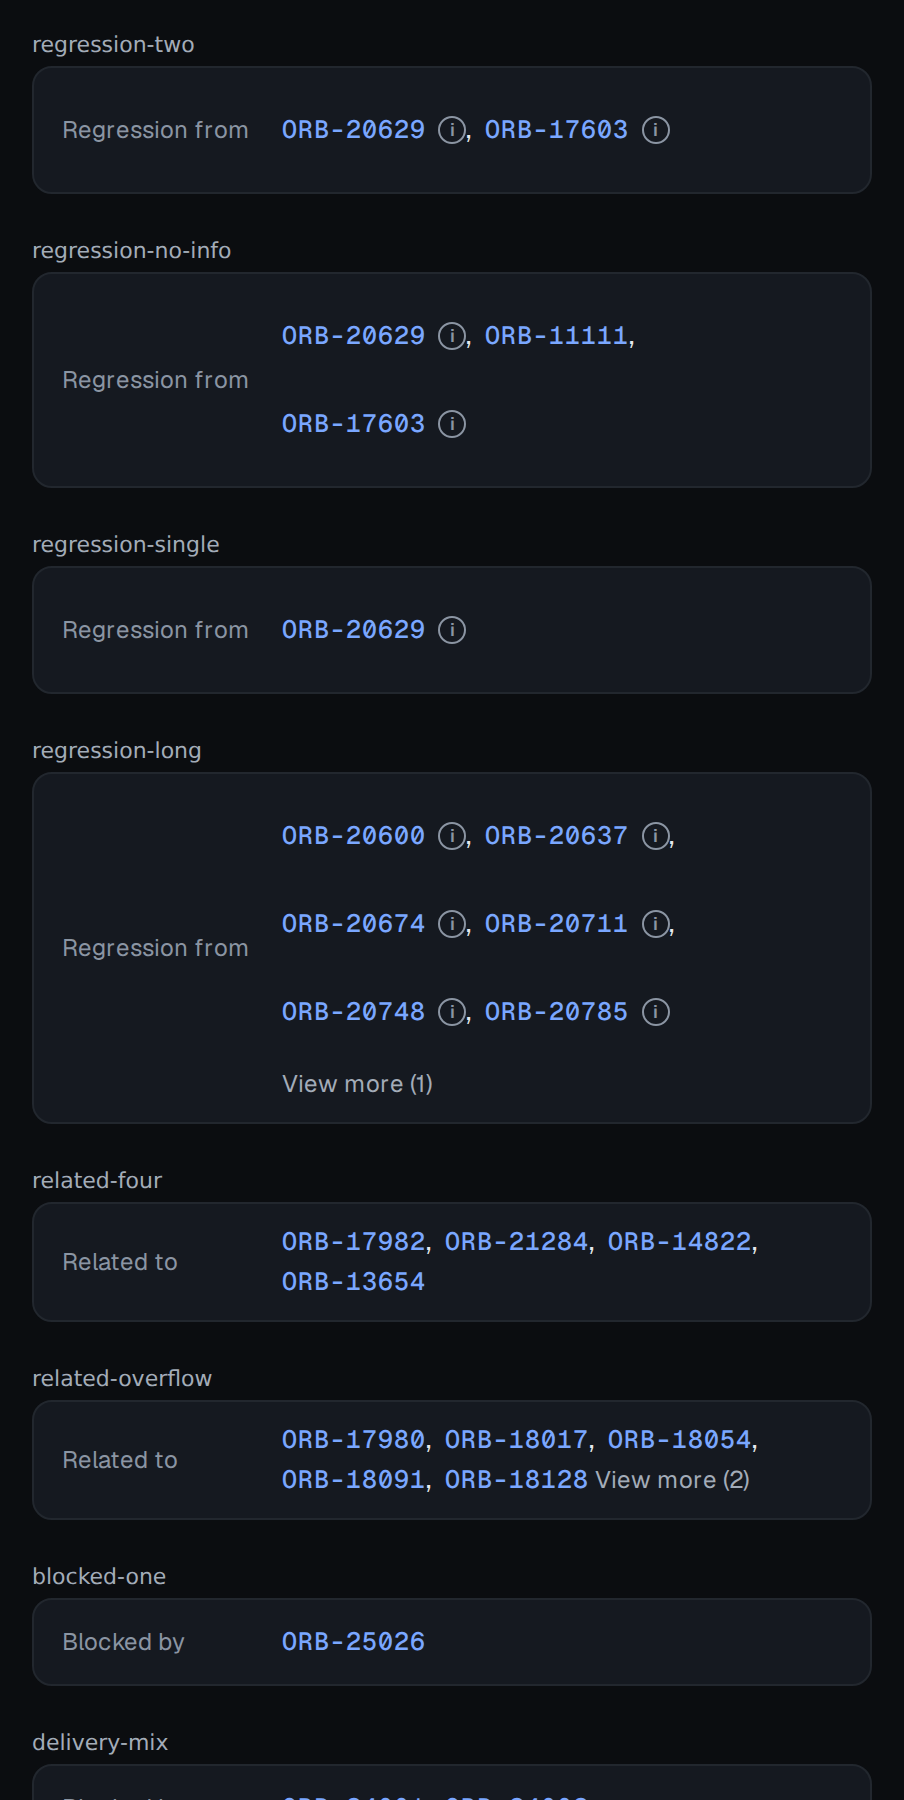 regression-two
Regression from ORB-20629 i, ORB-17603 i
regression-no-info
ORB-20629 i, ORB-11111,
Regression from
ORB-17603 i
regression-single
Regression from ORB-20629 i
regression-long
ORB-20600 i, ORB-20637 i,
ORB-20674 i, ORB-20711 i,
Regression from
ORB-20748 i, ORB-20785 i
View more (1)
related-four
ORB-17982, ORB-21284, ORB-14822,
Related to
ORB-13654
related-overflow
ORB-17980, ORB-18017, ORB-18054,
Related to
ORB-18091, ORB-18128 View more (2)
blocked-one
Blocked by ORB-25026
delivery-mix